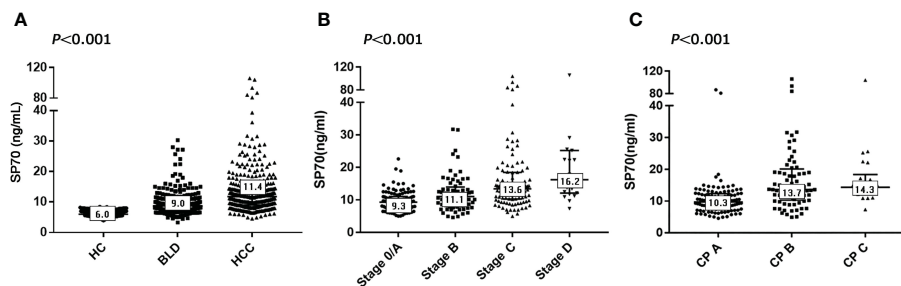 A
P<0.001
SP70 (ng/mL)
120
80
40
30
20
10
0
6.0
9.0
11.4
HC
BLD
HCC
B
P<0.001
SP70(ng/ml)
120
80
40
30
20
10
0
9.3
11.1
13.6
16.2
Stage 0/A
Stage B
Stage C
Stage D
C
P<0.001
SP70(ng/ml)
120
80
40
30
20
10
0
10.3
13.7
14.3
CP A
CP B
CP C